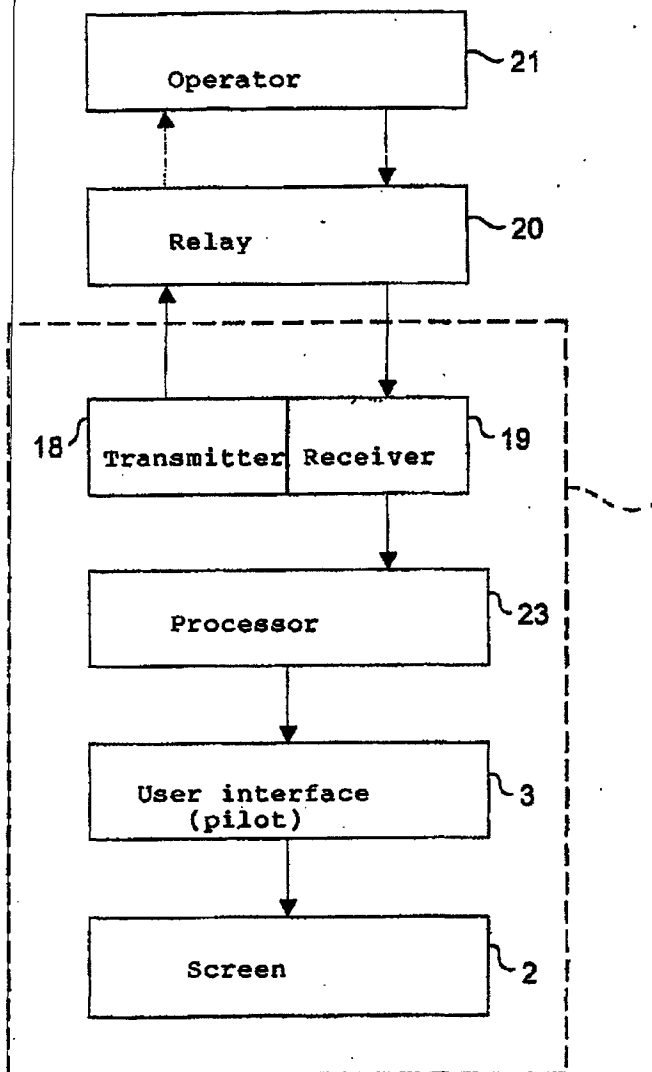 Operator
21
Relay
20
18
Transmitter
Receiver
19
Processor
23
User interface
(pilot)
3
Screen
2